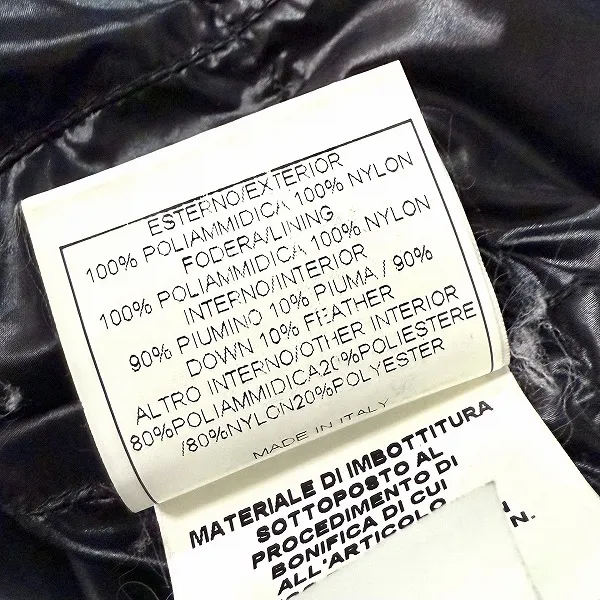 ESTERNO/EXTERIOR
100% POLIAMMIDICA 100% NYLON
FODERA/LINING
100% POLIAMMIDICA 100% NYLON
INTERNO/INTERIOR
90% PIUMINO 10% PIUMA / 90%
DOWN 10% FEATHER
ALTRO INTERNO/OTHER INTERIOR
80%POLIAMMIDICA20%POLIESTERE
/80%NYLON20%POLYESTER
MADE IN ITALY
MATERIALE DI IMBOTTITURA
SOTTOPOSTO AL
PROCEDIMENTO DI
BONIFICA DI CUI
ALL'ARTICOLO N.